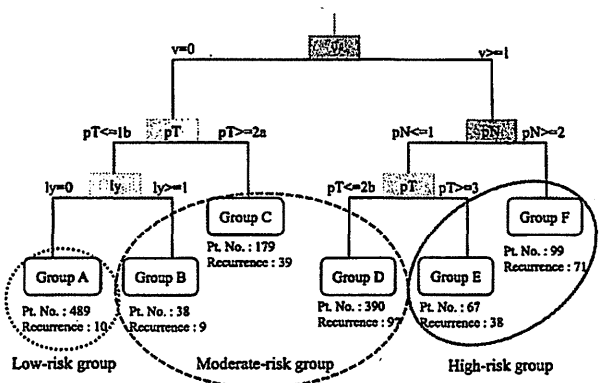 v
v=0
v>=1
pT<=1b
pT
pT>=2a
pN<=1
pN
pN>=2
ly=0
ly
ly>=1
pT<=2b
pT
pT>=3
Group C
Pt. No. : 179
Recurrence : 39
Group F
Pt. No. : 99
Recurrence : 71
Group A
Pt. No. : 489
Recurrence : 10
Group B
Pt. No. : 38
Recurrence : 9
Group D
Pt. No. : 390
Recurrence : 97
Group E
Pt. No. : 67
Recurrence : 38
Low-risk group
Moderate-risk group
High-risk group